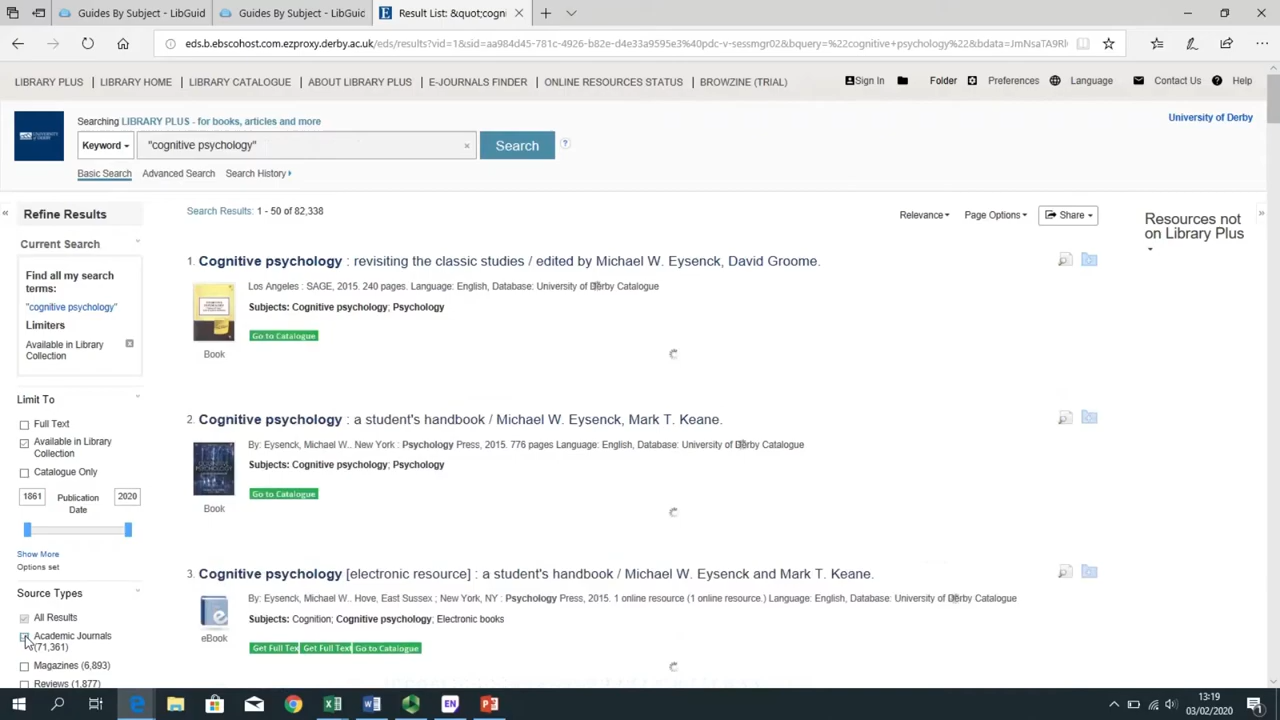 Guides By Subject - LibGuid
Guides By Subject - LibGuid
Result List: &quot;cogni
eds.b.ebscohost.com.ezproxy.derby.ac.uk/eds/results?vid=1&sid=aa984d45-781c-4926-b82e-d4e33a9595e3%40pdc-v-sessmgr02&bquery=%22cognitive+psychology%22&bdata=JmNsaTA9Rl
LIBRARY PLUS | LIBRARY HOME | LIBRARY CATALOGUE | ABOUT LIBRARY PLUS | E-JOURNALS FINDER | ONLINE RESOURCES STATUS | BROWZINE (TRIAL)
Sign In Folder Preferences Language Contact Us Help
Searching LIBRARY PLUS - for books, articles and more
University of Derby
Keyword "cognitive psychology" × Search ?
Basic Search Advanced Search Search History
Refine Results
Current Search
Find all my search
terms:
"cognitive psychology"
Limiters
Available in Library
Collection
Limit To
Full Text
Available in Library
Collection
Catalogue Only
1861 Publication Date 2020
Show More
Options set
Source Types
All Results
Academic Journals
(71,361)
Magazines (6,893)
Reviews (1,877)
Search Results: 1 - 50 of 82,338
Relevance Page Options Share
Resources not
on Library Plus
1. Cognitive psychology : revisiting the classic studies / edited by Michael W. Eysenck, David Groome.
Los Angeles : SAGE, 2015. 240 pages. Language: English, Database: University of Derby Catalogue
Subjects: Cognitive psychology; Psychology
Go to Catalogue
Book
2. Cognitive psychology : a student's handbook / Michael W. Eysenck, Mark T. Keane.
By: Eysenck, Michael W.. New York : Psychology Press, 2015. 776 pages Language: English, Database: University of Derby Catalogue
Subjects: Cognitive psychology; Psychology
Go to Catalogue
Book
3. Cognitive psychology [electronic resource] : a student's handbook / Michael W. Eysenck and Mark T. Keane.
By: Eysenck, Michael W. Hove, East Sussex ; New York, NY : Psychology Press, 2015. 1 online resource (1 online resource.) Language: English, Database: University of Derby Catalogue
Subjects: Cognition; Cognitive psychology; Electronic books
Get Full Tex Get Full Text Go to Catalogue
eBook
EN
13:19
03/02/2020